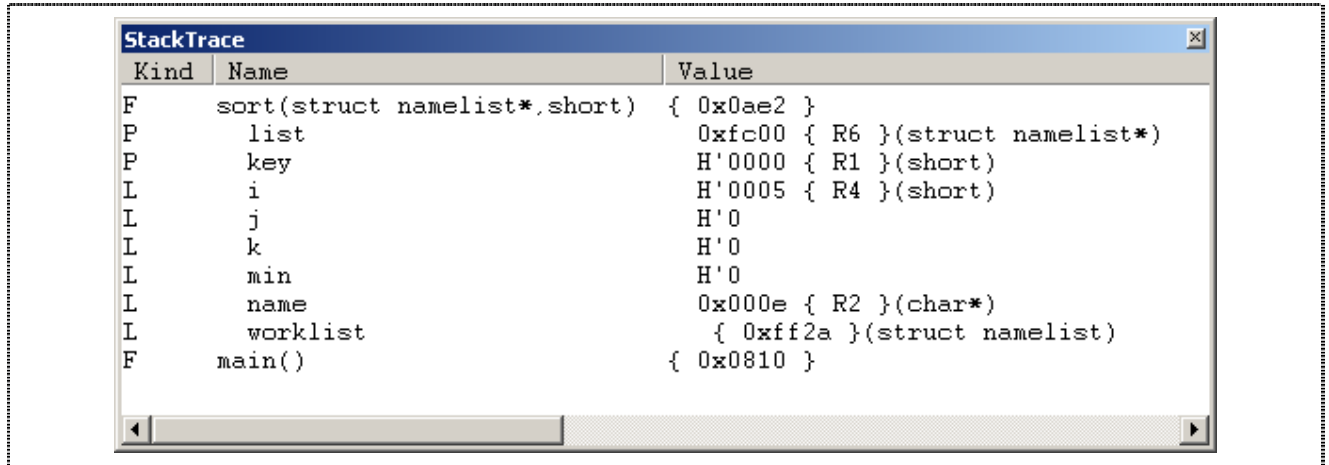 StackTrace
Kind Name Value
F sort(struct namelist*,short) { 0x0ae2 }
P list 0xfc00 { R6 }(struct namelist*)
P key H'0000 { R1 }(short)
L i H'0005 { R4 }(short)
L j H'0
L k H'0
L min H'0
L name 0x000e { R2 }(char*)
L worklist { 0xff2a }(struct namelist)
F main() { 0x0810 }